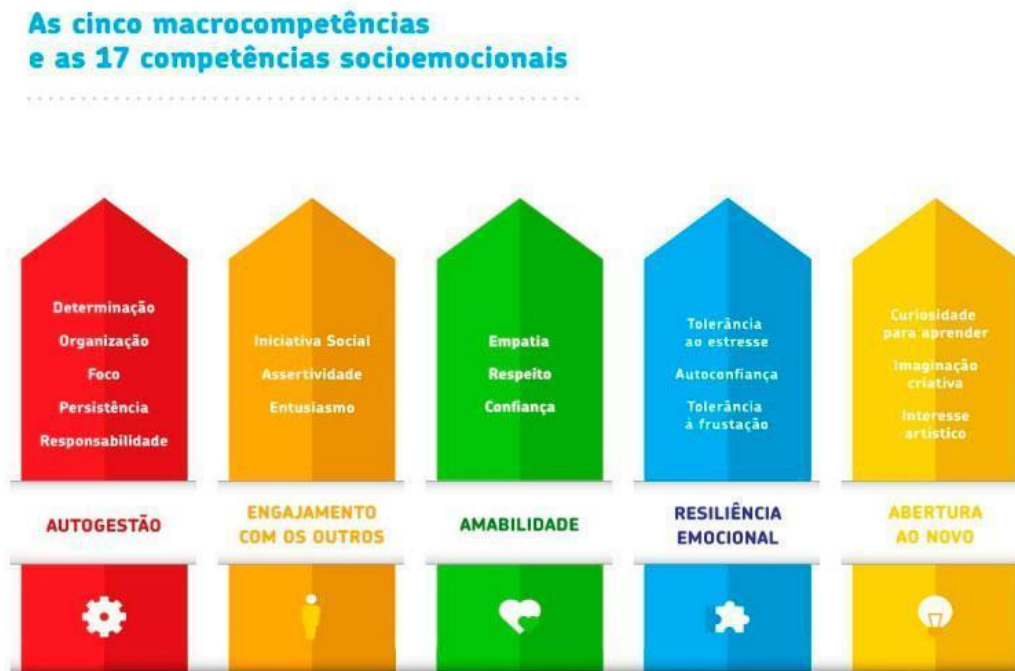 As cinco macrocompetências
e as 17 competências socioemocionais
Determinação
Organização
Foco
Persistência
Responsabilidade
AUTOGESTÃO
Iniciativa Social
Assertividade
Entusiasmo
ENGAJAMENTO
COM OS OUTROS
Empatia
Respeito
Confiança
AMABILIDADE
Tolerância
ao estresse
Autoconfiança
Tolerância
à frustação
RESILIÊNCIA
EMOCIONAL
Curiosidade
para aprender
Imaginação
criativa
Interesse
artístico
ABERTURA
AO NOVO